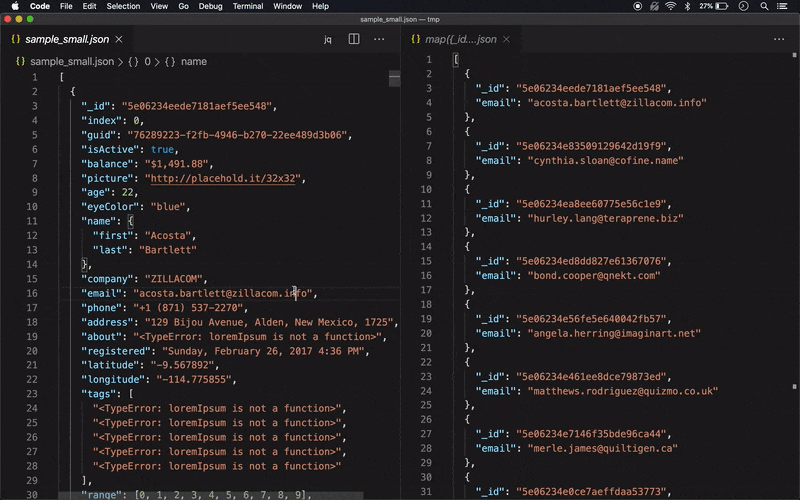 Code File Edit Selection View Go Debug Terminal Window Help 27%
sample_small.json — tmp
{} sample_small.json × jq ...
sample_small.json > {} 0 > {} name
1 [
2 {
3 "_id": "5e06234eede7181aef5ee548",
4 "index": 0,
5 "guid": "76289223-f2fb-4946-b270-22ee489d3b06",
6 "isActive": true,
7 "balance": "$1,491.88",
8 "picture": "http://placehold.it/32x32",
9 "age": 22,
10 "eyeColor": "blue",
11 "name": {
12 "first": "Acosta",
13 "last": "Bartlett"
14 },
15 "company": "ZILLACOM",
16 "email": "acosta.bartlett@zillacom.info",
17 "phone": "+1 (871) 537-2270",
18 "address": "129 Bijou Avenue, Alden, New Mexico, 1725",
19 "about": "<TypeError: loremIpsum is not a function>",
20 "registered": "Sunday, February 26, 2017 4:36 PM",
21 "latitude": "-9.567892",
22 "longitude": "-114.775855",
23 "tags": [
24 "<TypeError: loremIpsum is not a function>",
25 "<TypeError: loremIpsum is not a function>",
26 "<TypeError: loremIpsum is not a function>",
27 "<TypeError: loremIpsum is not a function>",
28 "<TypeError: loremIpsum is not a function>"
29 ],
30 "range": [0, 1, 2, 3, 4, 5, 6, 7, 8, 9],
{} map({_id....json × ...
1 [
2 {
3 "_id": "5e06234eede7181aef5ee548",
4 "email": "acosta.bartlett@zillacom.info"
5 },
6 {
7 "_id": "5e06234e83509129642d19f9",
8 "email": "cynthia.sloan@cofine.name"
9 },
10 {
11 "_id": "5e06234ea8ee60775e56c1e9",
12 "email": "hurley.lang@teraprene.biz"
13 },
14 {
15 "_id": "5e06234ed8dd827e61367076",
16 "email": "bond.cooper@qnekt.com"
17 },
18 {
19 "_id": "5e06234e56fe5e640042fb57",
20 "email": "angela.herring@imaginart.net"
21 },
22 {
23 "_id": "5e06234e461ee8dce79873ed",
24 "email": "matthews.rodriguez@quizmo.co.uk"
25 },
26 {
27 "_id": "5e06234e7146f35bde96ca44",
28 "email": "merle.james@quiltigen.ca"
29 },
30 {
31 "_id": "5e06234e0ce7aeffdaa53773",